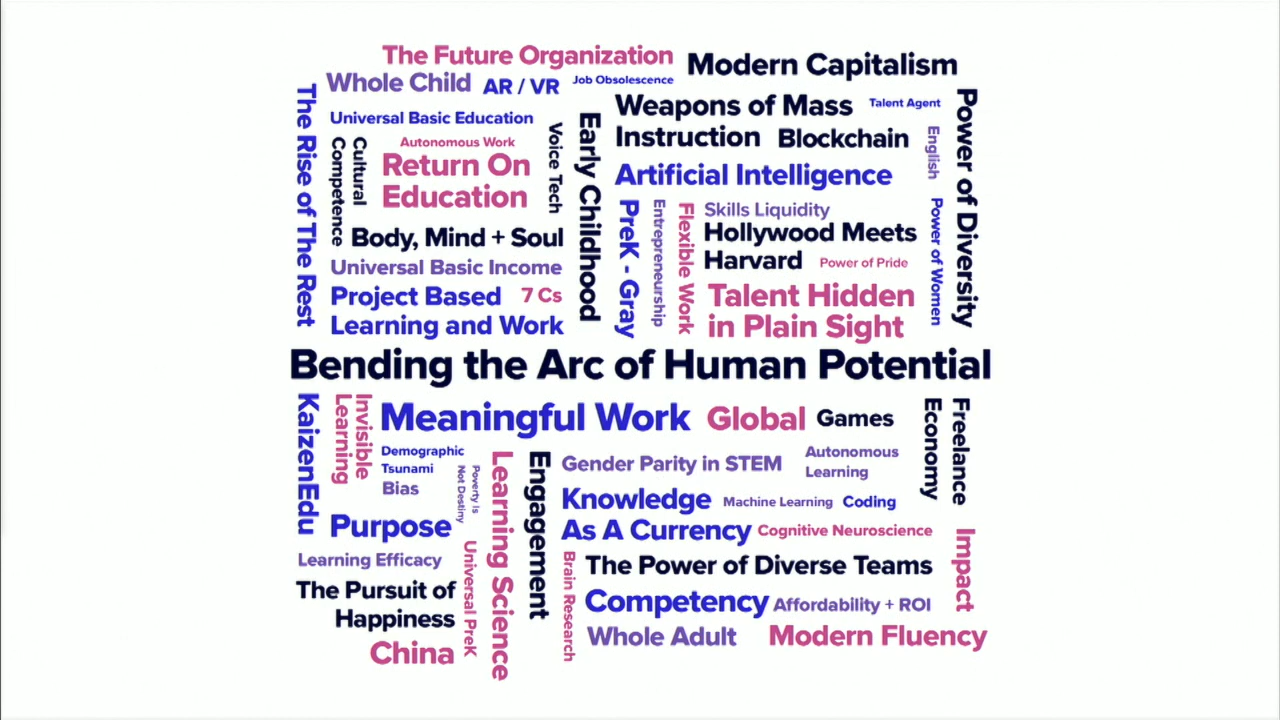 The Future Organization
Modern Capitalism
Whole Child
AR / VR
Job Obsolescence
The Rise of The Rest
Universal Basic Education
Weapons of Mass
Instruction
Talent Agent
Blockchain
Power of Diversity
Cultural
Competence
Autonomous Work
Return On
Education
Voice Tech
Early Childhood
English
Artificial Intelligence
PreK - Gray
Entrepreneurship
Flexible Work
Skills Liquidity
Hollywood Meets
Harvard
Power of Pride
Power of Women
Body, Mind + Soul
Universal Basic Income
Project Based
Learning and Work
7 Cs
Talent Hidden
in Plain Sight
Bending the Arc of Human Potential
KaizenEdu
Invisible
Learning
Meaningful Work
Global
Games
Freelance
Economy
Demographic
Tsunami
Bias
Poverty Is
Not Destiny
Learning Science
Engagement
Gender Parity in STEM
Autonomous
Learning
Knowledge
As A Currency
Machine Learning
Coding
Cognitive Neuroscience
Purpose
Learning Efficacy
Universal PreK
Brain Research
The Power of Diverse Teams
Impact
The Pursuit of
Happiness
Competency
Affordability + ROI
China
Whole Adult
Modern Fluency